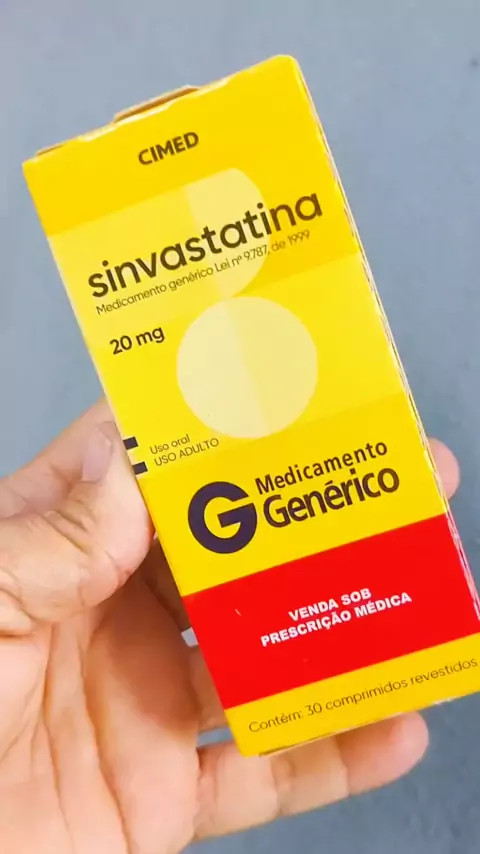 CIMED
sinvastatina
Medicamento genérico Lei nº 9.787, de 1999
20 mg
Uso oral
USO ADULTO
G Medicamento
Genérico
VENDA SOB
PRESCRIÇÃO MÉDICA
Contém: 30 comprimidos revestidos